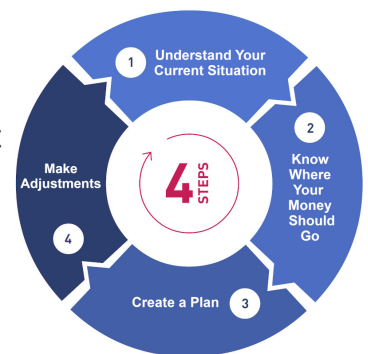 1
Understand Your
Current Situation
2
Know
Where
Your
Money
Should
Go
Create a Plan
3
Make
Adjustments
4
4
STEPS